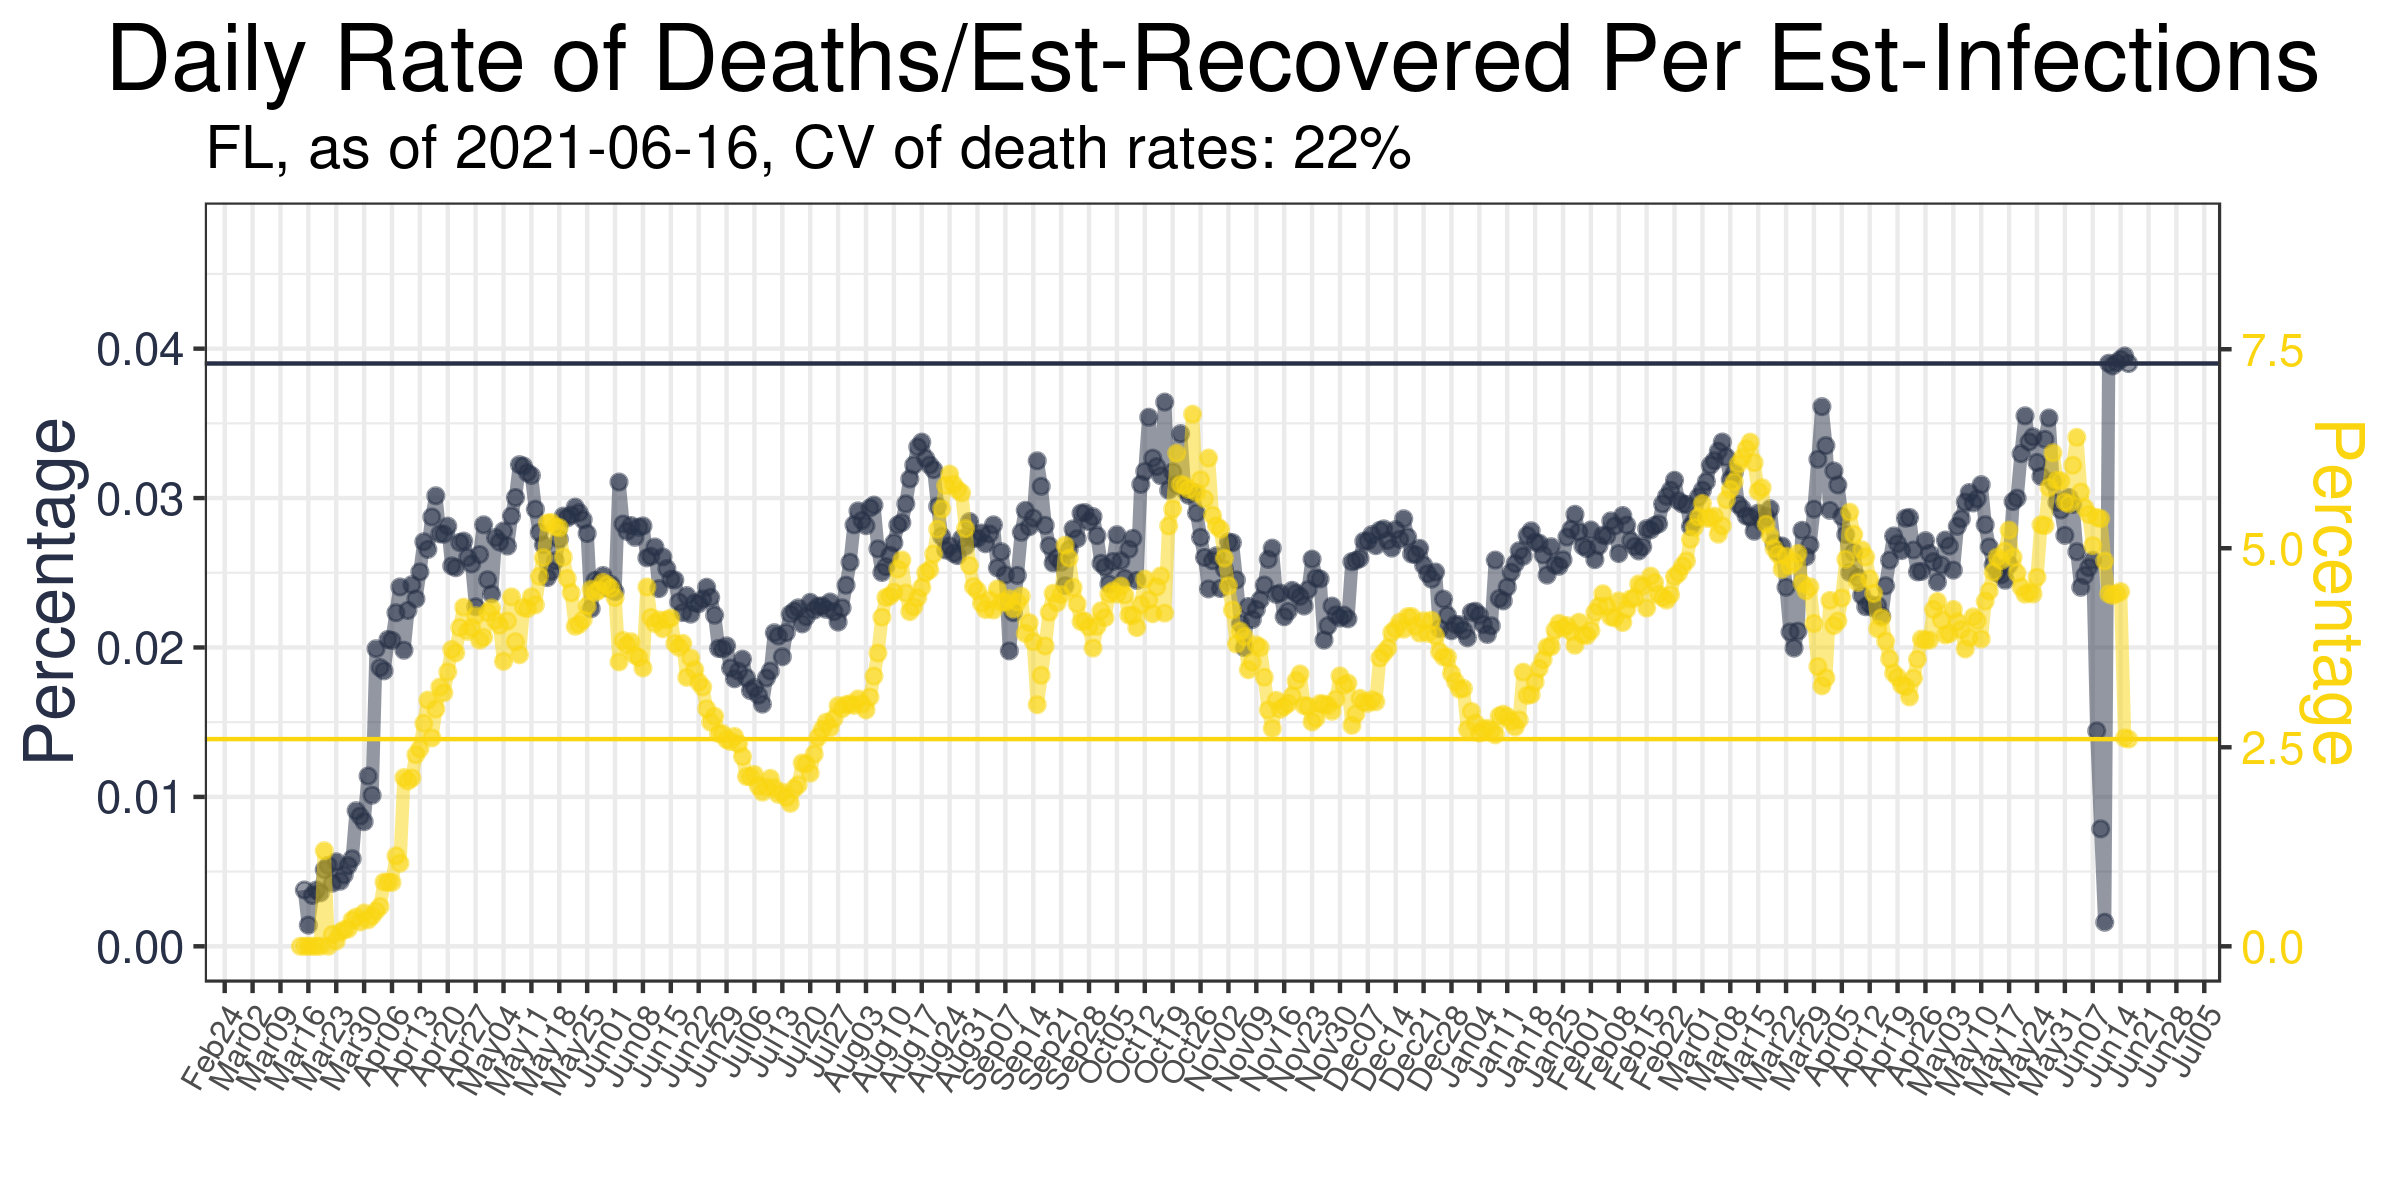 Daily Rate of Deaths/Est-Recovered Per Est-Infections
FL, as of 2021-06-16, CV of death rates: 22%
Percentage
0.04
0.03
0.02
0.01
0.00
7.5
5.0
2.5
0.0
Percentage
Feb24
Mar02
Mar09
Mar16
Mar23
Mar30
Apr06
Apr13
Apr20
Apr27
May04
May11
May18
May25
Jun01
Jun08
Jun15
Jun22
Jun29
Jul06
Jul13
Jul20
Jul27
Aug03
Aug10
Aug17
Aug24
Aug31
Sep07
Sep14
Sep21
Sep28
Oct05
Oct12
Oct19
Oct26
Nov02
Nov09
Nov16
Nov23
Nov30
Dec07
Dec14
Dec21
Dec28
Jan04
Jan11
Jan18
Jan25
Feb01
Feb08
Feb15
Feb22
Mar01
Mar08
Mar15
Mar22
Mar29
Apr05
Apr12
Apr19
Apr26
May03
May10
May17
May24
May31
Jun07
Jun14
Jun21
Jun28
Jul05